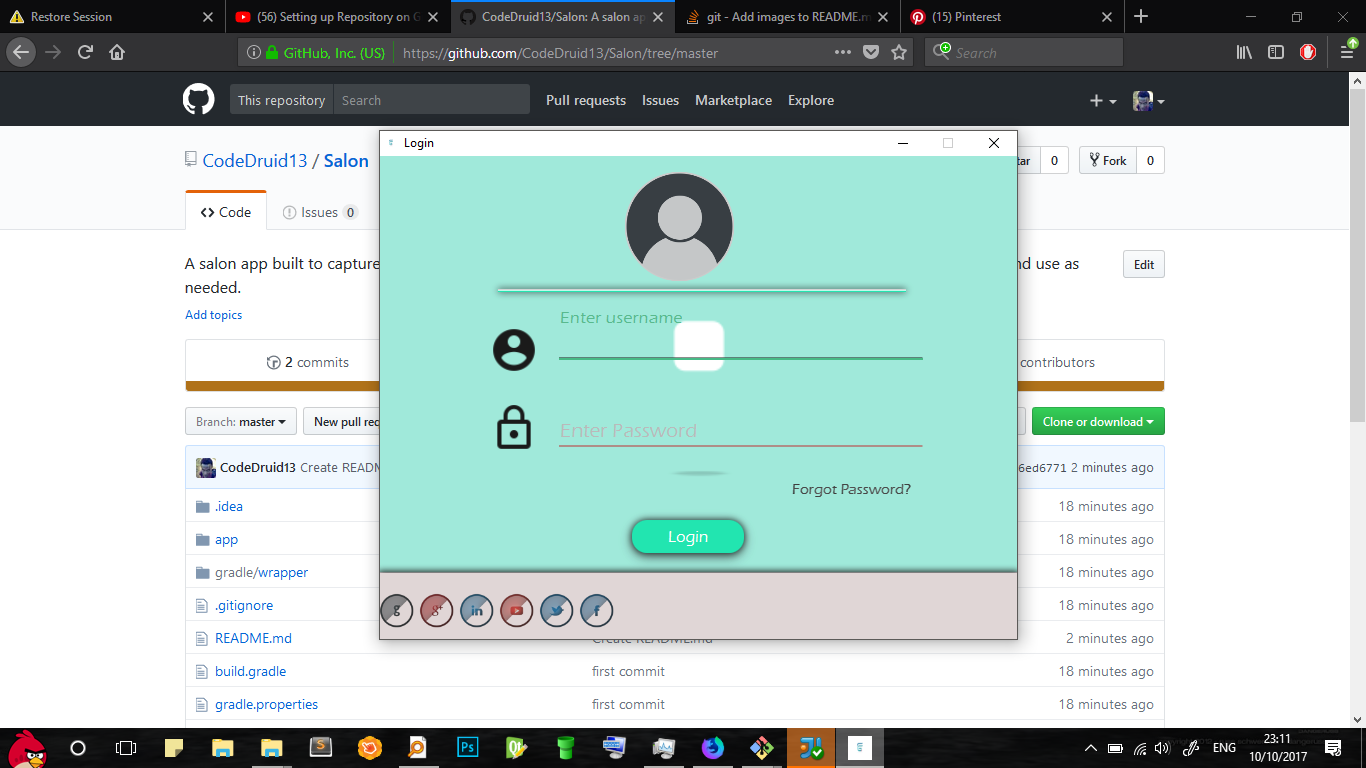 Restore Session
(56) Setting up Repository on G
CodeDruid13/Salon: A salon ap
git - Add images to README.m
(15) Pinterest
GitHub, Inc. (US)
https://github.com/CodeDruid13/Salon/tree/master
Search
This repository
Search
Pull requests
Issues
Marketplace
Explore
Login
CodeDruid13 / Salon
tar
0
Fork
0
Code
Issues 0
A salon app built to capture
nd use as
needed.
Edit
Add topics
Enter username
2 commits
contributors
Branch: master
New pull req
Clone or download
Enter Password
CodeDruid13 Create READM
6ed6771 2 minutes ago
Forgot Password?
.idea
18 minutes ago
app
18 minutes ago
Login
gradle/wrapper
18 minutes ago
.gitignore
18 minutes ago
g
g+
in
f
README.md
Create README.md
2 minutes ago
build.gradle
first commit
18 minutes ago
gradle.properties
first commit
18 minutes ago
S
Ps
Qt
ENG
23:11
10/10/2017